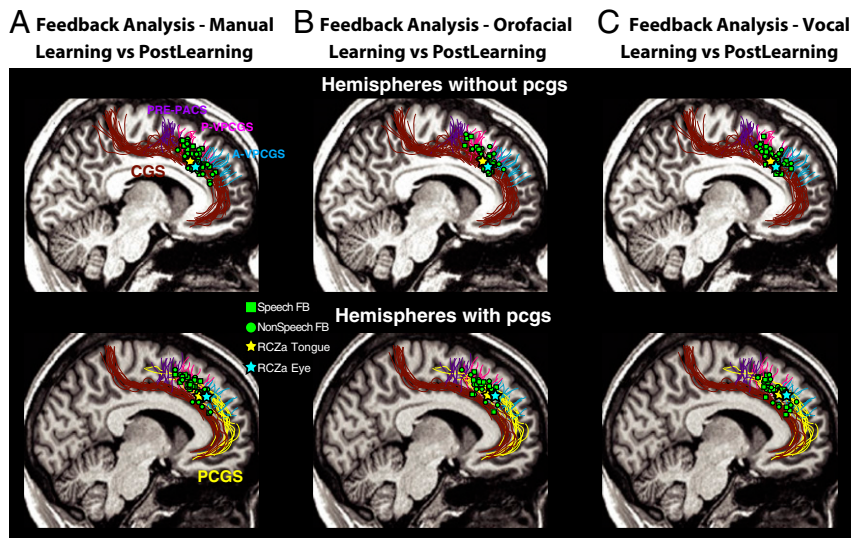 A Feedback Analysis - Manual
Learning vs PostLearning
B Feedback Analysis - Orofacial
Learning vs PostLearning
C Feedback Analysis - Vocal
Learning vs PostLearning
Hemispheres without pcgs
PRE-PACS
P-VPCGS
A-VPCGS
CGS
Speech FB
NonSpeech FB
RCZa Tongue
RCZa Eye
Hemispheres with pcgs
PCGS